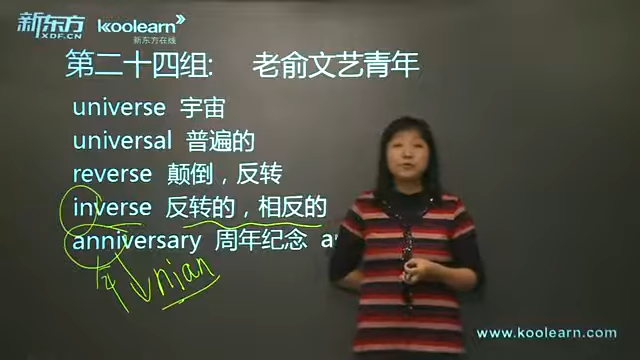 新东方 koolearn
XDF.CN 新东方在线
第二十四组: 老俞文艺青年
universe 宇宙
universal 普遍的
reverse 颠倒，反转
inverse 反转的，相反的
anniversary 周年纪念 a
年 nian
www.koolearn.com